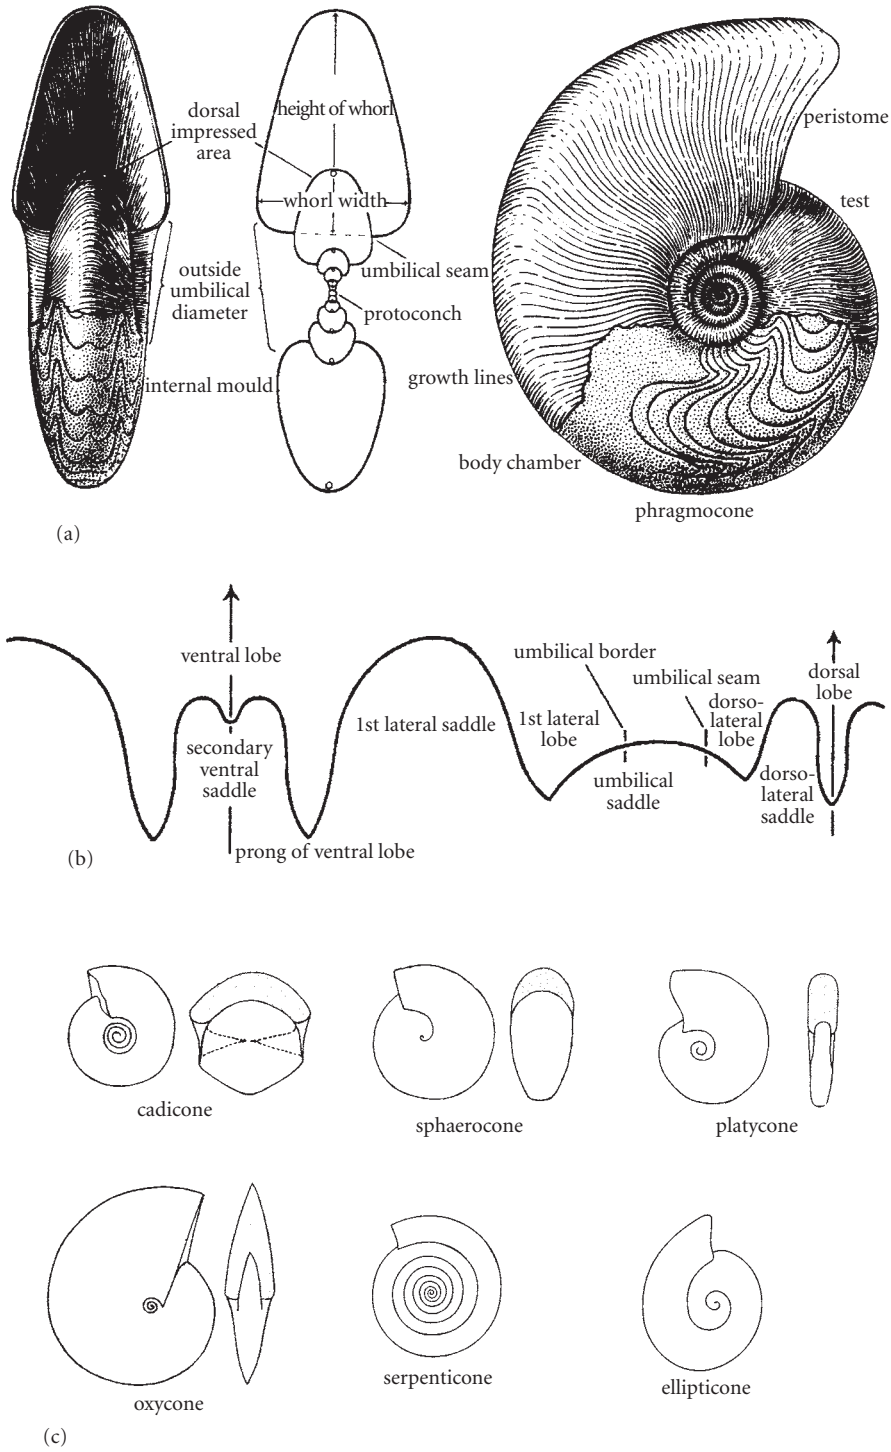 dorsal
impressed
area
height of whorl
whorl width
outside
umbilical
diameter
umbilical seam
protoconch
internal mould
peristome
test
growth lines
body chamber
phragmocone
(a)
ventral lobe
secondary
ventral
saddle
prong of ventral lobe
1st lateral saddle
umbilical border
1st lateral
lobe
umbilical
saddle
umbilical seam
dorso-
lateral
lobe
dorso-
lateral
saddle
dorsal
lobe
(b)
cadicone
sphaerocone
platycone
oxycone
serpenticone
ellipticone
(c)